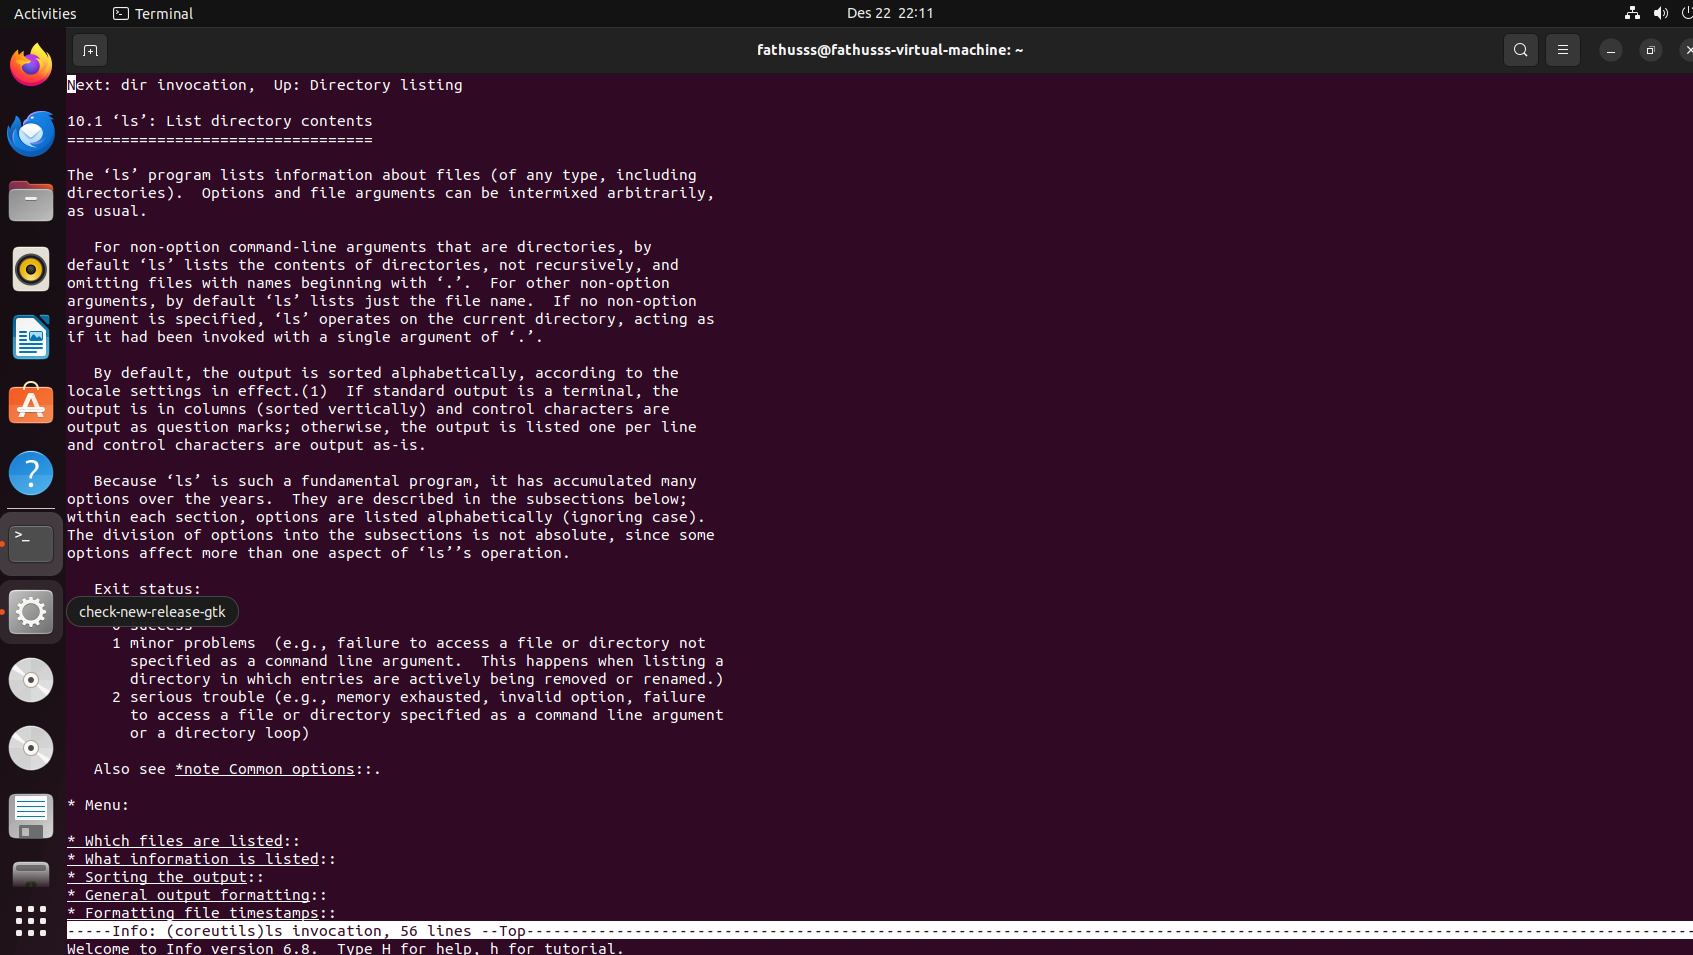 Activities
Terminal
Des 22 22:11
fathusss@fathusss-virtual-machine: ~
Next: dir invocation,  Up: Directory listing
10.1 ‘ls’: List directory contents
==================================
The ‘ls’ program lists information about files (of any type, including
directories).  Options and file arguments can be intermixed arbitrarily,
as usual.
For non-option command-line arguments that are directories, by
default ‘ls’ lists the contents of directories, not recursively, and
omitting files with names beginning with ‘.’.  For other non-option
arguments, by default ‘ls’ lists just the file name.  If no non-option
argument is specified, ‘ls’ operates on the current directory, acting as
if it had been invoked with a single argument of ‘.’.
By default, the output is sorted alphabetically, according to the
locale settings in effect.(1)  If standard output is a terminal, the
output is in columns (sorted vertically) and control characters are
output as question marks; otherwise, the output is listed one per line
and control characters are output as-is.
Because ‘ls’ is such a fundamental program, it has accumulated many
options over the years.  They are described in the subsections below;
within each section, options are listed alphabetically (ignoring case).
The division of options into the subsections is not absolute, since some
options affect more than one aspect of ‘ls’’s operation.
Exit status:
check-new-release-gtk
0 success
1 minor problems  (e.g., failure to access a file or directory not
specified as a command line argument.  This happens when listing a
directory in which entries are actively being removed or renamed.)
2 serious trouble (e.g., memory exhausted, invalid option, failure
to access a file or directory specified as a command line argument
or a directory loop)
Also see *note Common options::.
* Menu:
* Which files are listed::
* What information is listed::
* Sorting the output::
* General output formatting::
* Formatting file timestamps::
-----Info: (coreutils)ls invocation, 56 lines --Top-----------------------------------------------------------------------------------------------------------------------------------
Welcome to Info version 6.8.  Type H for help, h for tutorial.